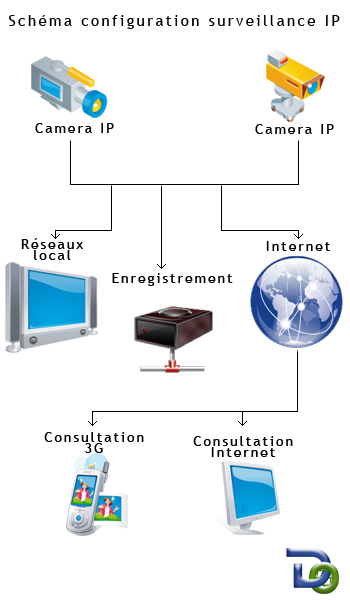 Schéma configuration surveillance IP
Camera IP
Camera IP
Réseaux
local
Enregistrement
Internet
Consultation
3G
Consultation
Internet